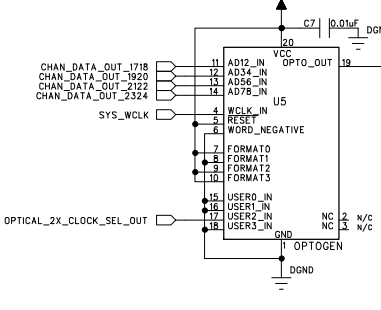 C7 0.01uF
DGN
20
VCC
CHAN_DATA_OUT_1718 11 AD12_IN OPTO_OUT 19
CHAN_DATA_OUT_1920 12 AD34_IN
CHAN_DATA_OUT_2122 13 AD56_IN
CHAN_DATA_OUT_2324 14 AD78_IN
U5
SYS_WCLK 4 WCLK_IN
5 RESET
6 WORD_NEGATIVE
7 FORMAT0
8 FORMAT1
9 FORMAT2
10 FORMAT3
15 USER0_IN
16 USER1_IN
OPTICAL_2X_CLOCK_SEL_OUT 17 USER2_IN NC 2 N/C
18 USER3_IN NC 3 N/C
GND
1 OPTOGEN
DGND